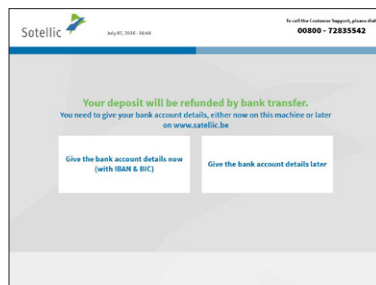 Satellic
July 07, 2016 - 16:46
To call the Customer Support, please dial:
00800 - 72835542
Your deposit will be refunded by bank transfer.
You need to give your bank account details, either now on this machine or later
on www.satellic.be
Give the bank account details now
(with IBAN & BIC)
Give the bank account details later